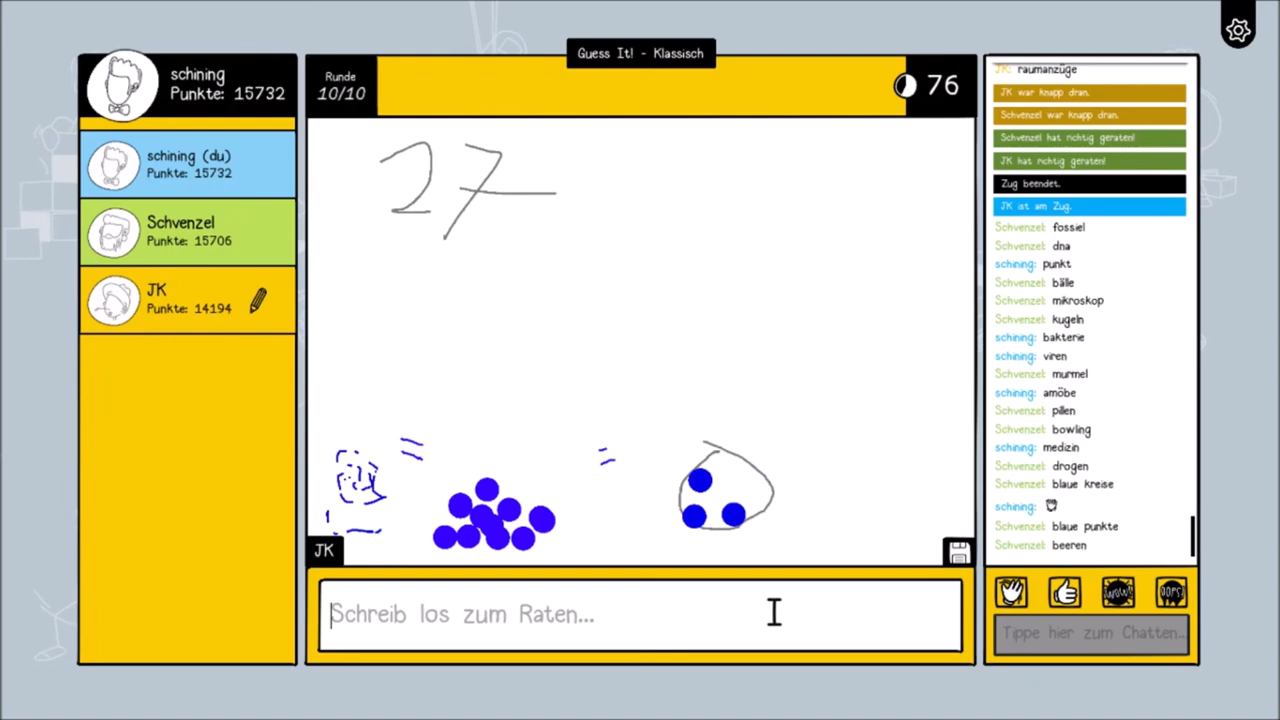 Guess It! - Klassisch
schining
Punkte: 15732
schining (du)
Punkte: 15732
Schvenzel
Punkte: 15706
JK
Punkte: 14194
Runde
10/10
76
27
JK
Schreib los zum Raten...
JK: raumanzüge
JK war knapp dran.
Schvenzel war knapp dran.
Schvenzel hat richtig geraten!
JK hat richtig geraten!
Zug beendet.
JK ist am Zug.
Schvenzel: fossiel
Schvenzel: dna
schining: punkt
Schvenzel: bälle
Schvenzel: mikroskop
Schvenzel: kugeln
schining: bakterie
schining: viren
Schvenzel: murmel
schining: amöbe
Schvenzel: pillen
Schvenzel: bowling
schining: medizin
Schvenzel: drogen
Schvenzel: blaue kreise
schining:
Schvenzel: blaue punkte
Schvenzel: beeren
WOW!
OOPS!
Tippe hier zum Chatten...